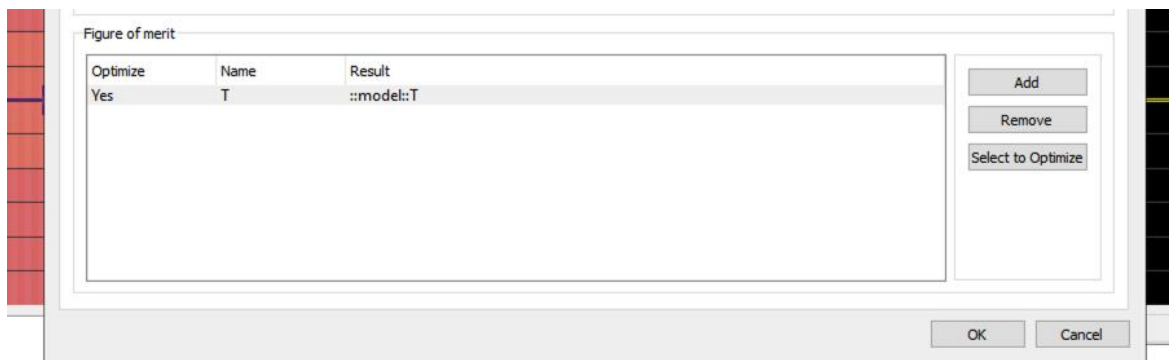 Figure of merit
Optimize Name Result
Yes T ::model::T
Add
Remove
Select to Optimize
OK Cancel